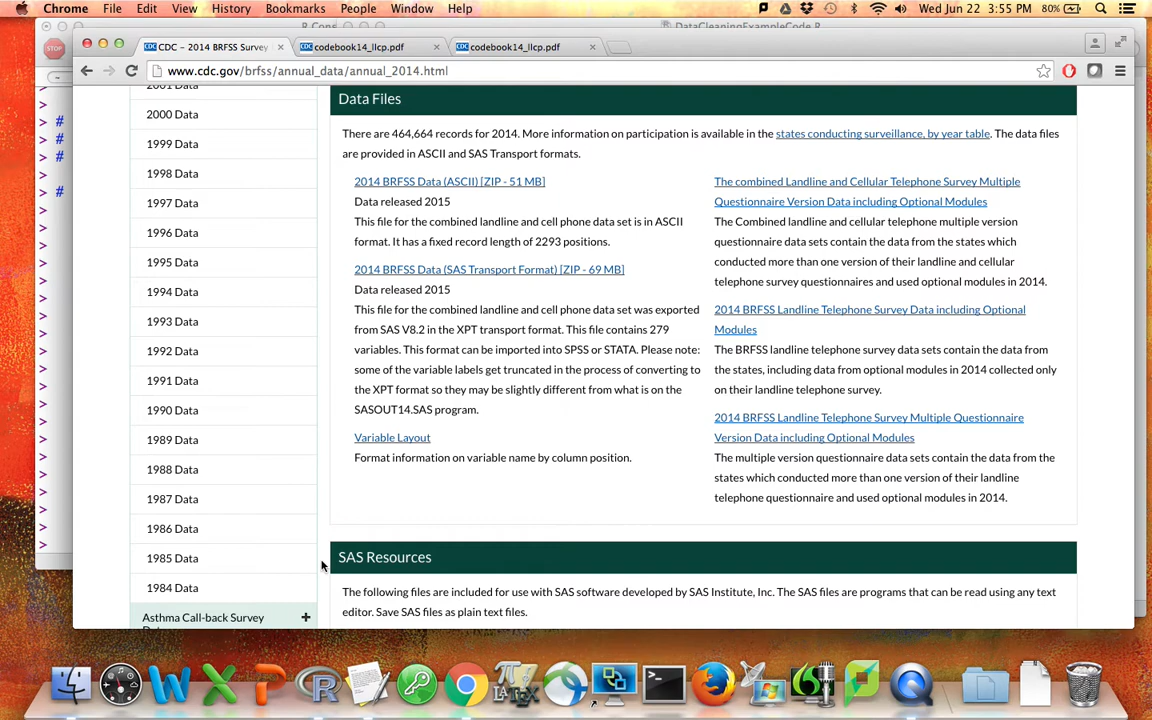 Chrome File Edit View History Bookmarks People Window Help
Wed Jun 22 3:55 PM 80%
R Cons
DataCleaningExampleCode.R
STOP
CDC – 2014 BRFSS Survey
codebook14_llcp.pdf
codebook14_llcp.pdf
www.cdc.gov/brfss/annual_data/annual_2014.html
2001 Data
2000 Data
1999 Data
1998 Data
1997 Data
1996 Data
1995 Data
1994 Data
1993 Data
1992 Data
1991 Data
1990 Data
1989 Data
1988 Data
1987 Data
1986 Data
1985 Data
1984 Data
Asthma Call-back Survey
Data Files
There are 464,664 records for 2014. More information on participation is available in the states conducting surveillance, by year table. The data files
are provided in ASCII and SAS Transport formats.
2014 BRFSS Data (ASCII) [ZIP - 51 MB]
Data released 2015
This file for the combined landline and cell phone data set is in ASCII
format. It has a fixed record length of 2293 positions.
2014 BRFSS Data (SAS Transport Format) [ZIP - 69 MB]
Data released 2015
This file for the combined landline and cell phone data set was exported
from SAS V8.2 in the XPT transport format. This file contains 279
variables. This format can be imported into SPSS or STATA. Please note:
some of the variable labels get truncated in the process of converting to
the XPT format so they may be slightly different from what is on the
SASOUT14.SAS program.
Variable Layout
Format information on variable name by column position.
The combined Landline and Cellular Telephone Survey Multiple
Questionnaire Version Data including Optional Modules
The Combined landline and cellular telephone multiple version
questionnaire data sets contain the data from the states which
conducted more than one version of their landline and cellular
telephone survey questionnaires and used optional modules in 2014.
2014 BRFSS Landline Telephone Survey Data including Optional
Modules
The BRFSS landline telephone survey data sets contain the data from
the states, including data from optional modules in 2014 collected only
on their landline telephone survey.
2014 BRFSS Landline Telephone Survey Multiple Questionnaire
Version Data including Optional Modules
The multiple version questionnaire data sets contain the data from the
states which conducted more than one version of their landline
telephone questionnaire and used optional modules in 2014.
SAS Resources
The following files are included for use with SAS software developed by SAS Institute, Inc. The SAS files are programs that can be read using any text
editor. Save SAS files as plain text files.